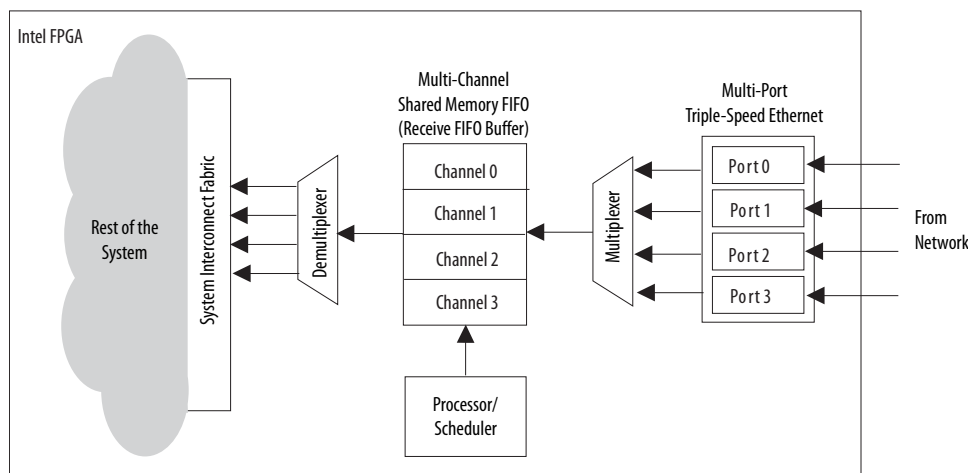 Intel FPGA
Rest of the
System
System Interconnect Fabric
Demultiplexer
Multi-Channel
Shared Memory FIFO
(Receive FIFO Buffer)
Channel 0
Channel 1
Channel 2
Channel 3
Processor/
Scheduler
Multiplexer
Multi-Port
Triple-Speed Ethernet
Port 0
Port 1
Port 2
Port 3
From
Network